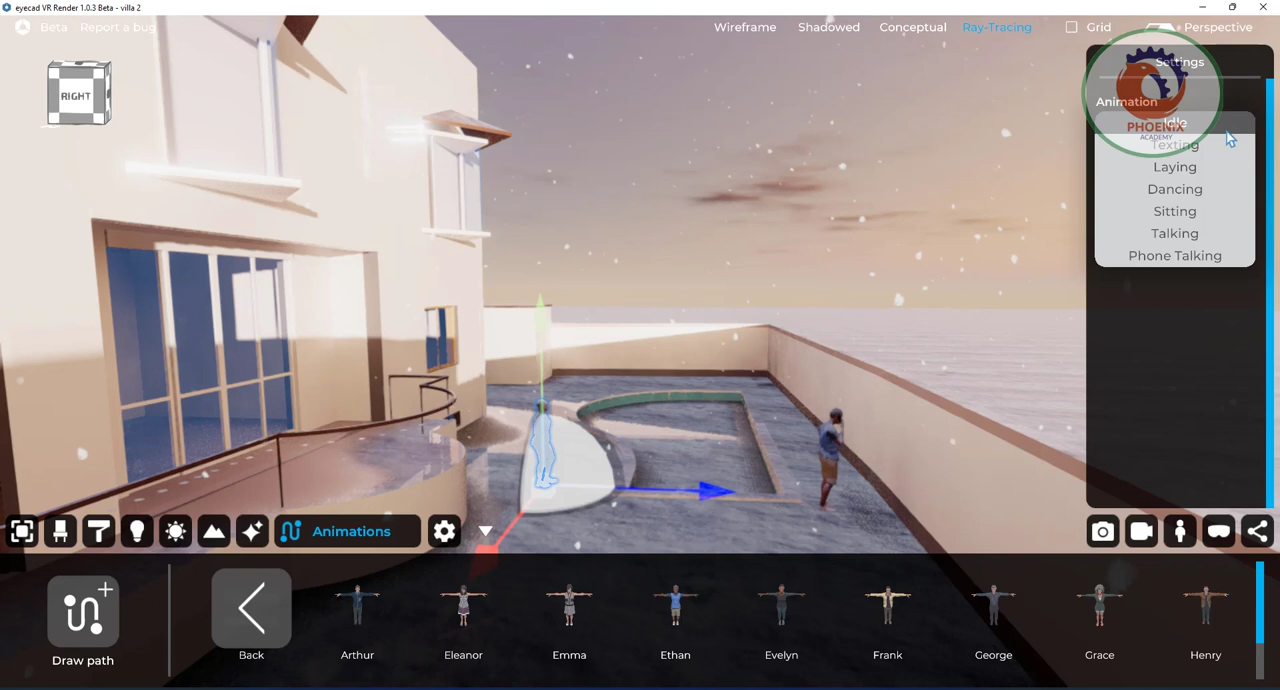 eyecad VR Render 1.0.3 Beta - villa 2
Beta Report a bug
Wireframe Shadowed Conceptual Ray-Tracing Grid Perspective
RIGHT
Settings
Animation
Idle
PHOENIX
ACADEMY
Texting
Laying
Dancing
Sitting
Talking
Phone Talking
Animations
Draw path
Back
Arthur
Eleanor
Emma
Ethan
Evelyn
Frank
George
Grace
Henry